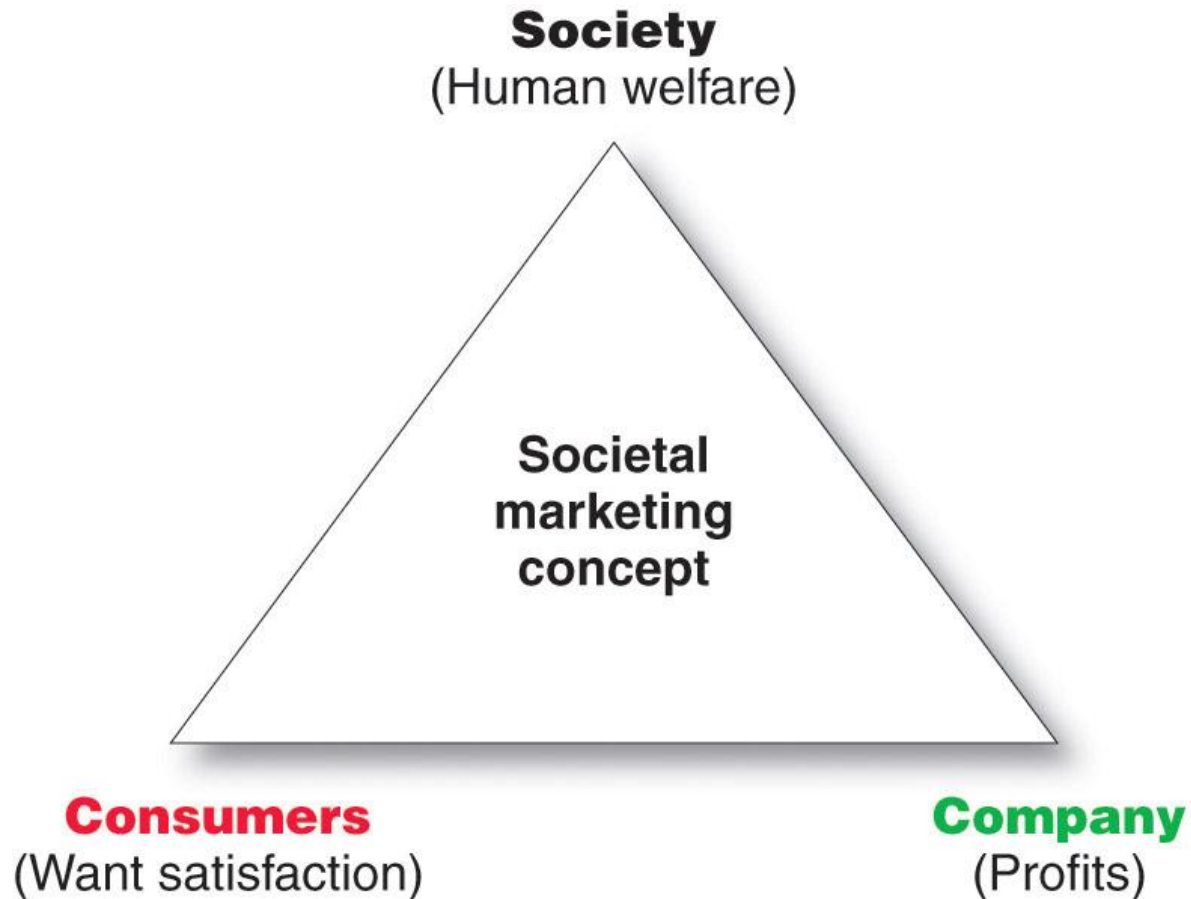 Society
(Human welfare)
Societal
marketing
concept
Consumers
(Want satisfaction)
Company
(Profits)